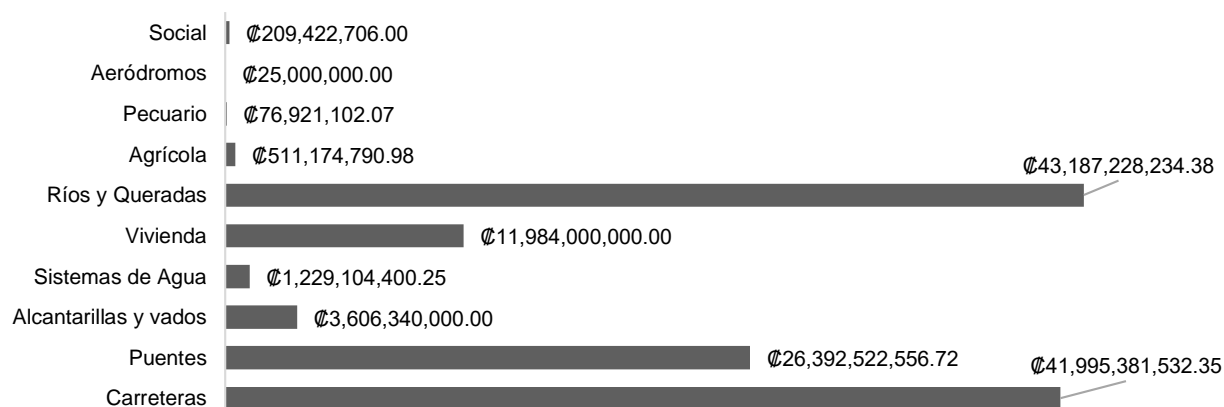 Social ₡209,422,706.00
Aeródromos ₡25,000,000.00
Pecuario ₡76,921,102.07
Agrícola ₡511,174,790.98
Ríos y Queradas ₡43,187,228,234.38
Vivienda ₡11,984,000,000.00
Sistemas de Agua ₡1,229,104,400.25
Alcantarillas y vados ₡3,606,340,000.00
Puentes ₡26,392,522,556.72
Carreteras ₡41,995,381,532.35